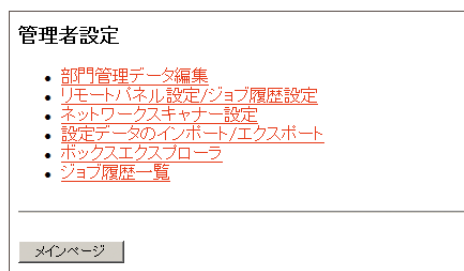 管理者設定
部門管理データ編集
リモートパネル設定/ジョブ履歴設定
ネットワークスキャナー設定
設定データのインポート/エクスポート
ボックスエクスプローラ
ジョブ履歴一覧
メインページ